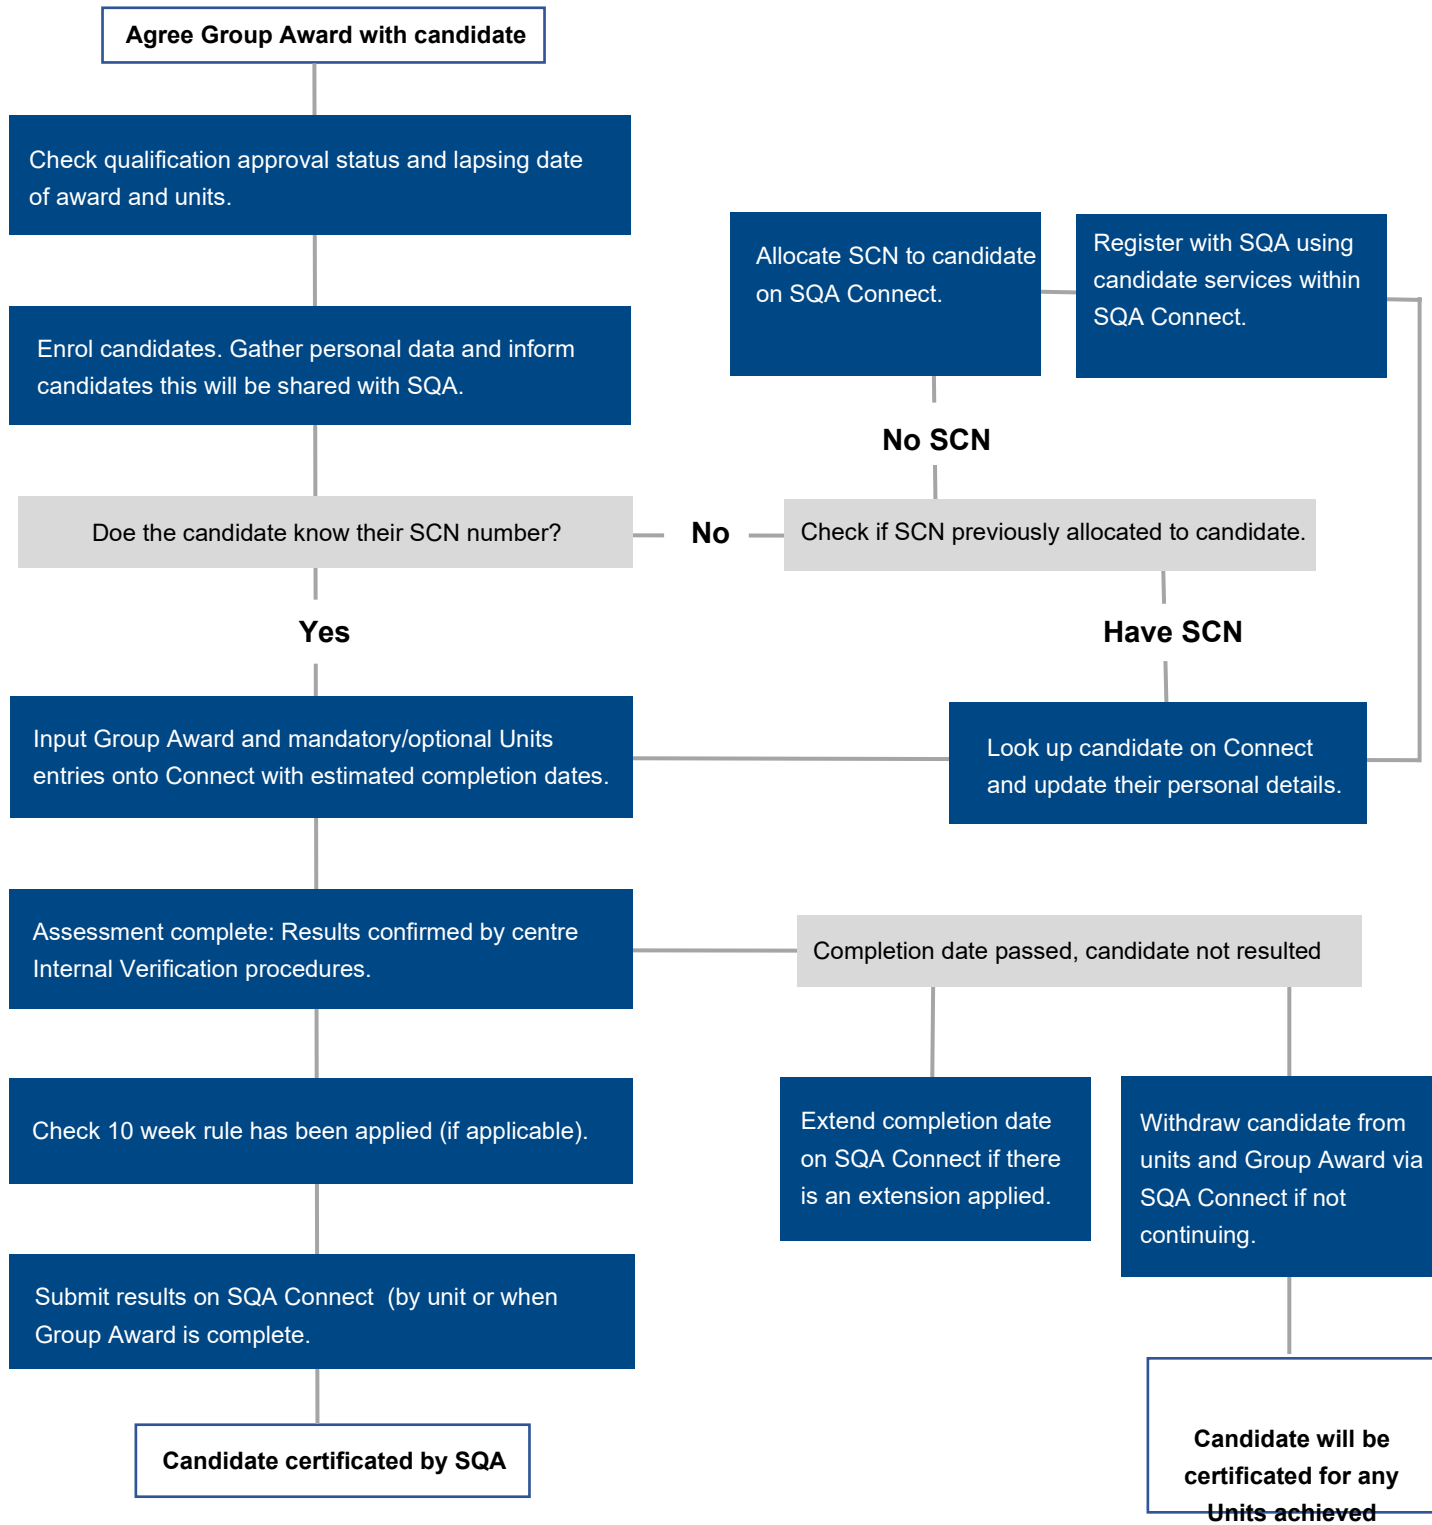 Agree Group Award with candidate
Check qualification approval status and lapsing date
of award and units.
Enrol candidates. Gather personal data and inform
candidates this will be shared with SQA.
Allocate SCN to candidate
on SQA Connect.
Register with SQA using
candidate services within
SQA Connect.
No SCN
Doe the candidate know their SCN number?
No
Check if SCN previously allocated to candidate.
Yes
Have SCN
Input Group Award and mandatory/optional Units
entries onto Connect with estimated completion dates.
Look up candidate on Connect
and update their personal details.
Assessment complete: Results confirmed by centre
Internal Verification procedures.
Completion date passed, candidate not resulted
Check 10 week rule has been applied (if applicable).
Extend completion date
on SQA Connect if there
is an extension applied.
Withdraw candidate from
units and Group Award via
SQA Connect if not
continuing.
Submit results on SQA Connect  (by unit or when
Group Award is complete.
Candidate certificated by SQA
Candidate will be
certificated for any
Units achieved